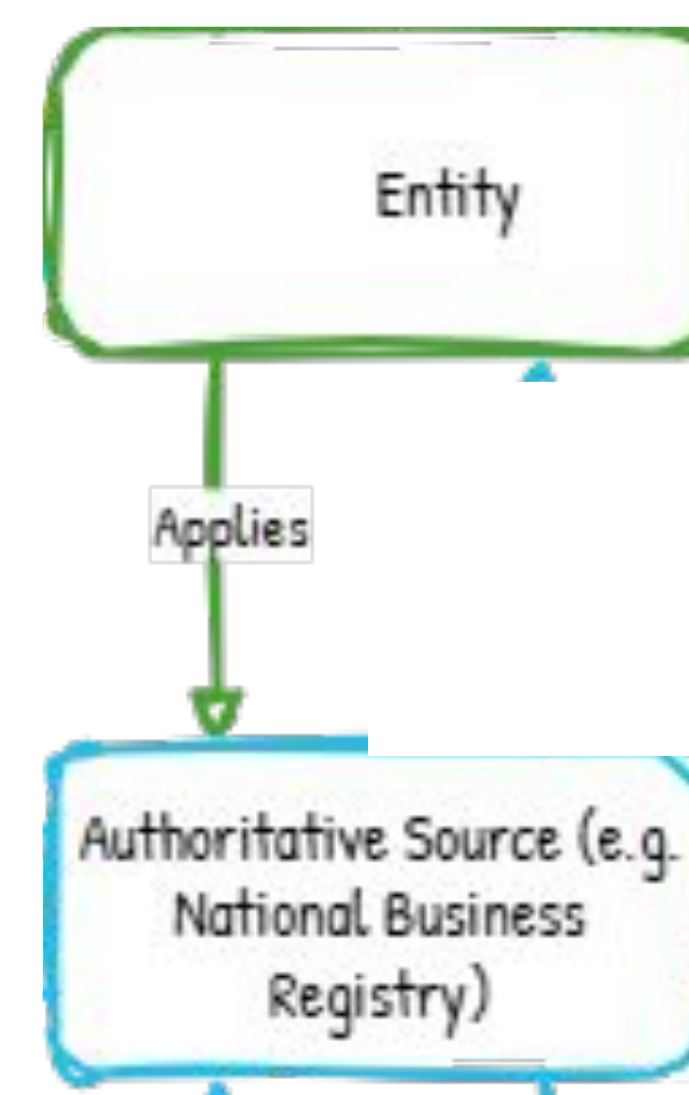 Entity
Applies
Authoritative Source (e.g.
National Business
Registry)